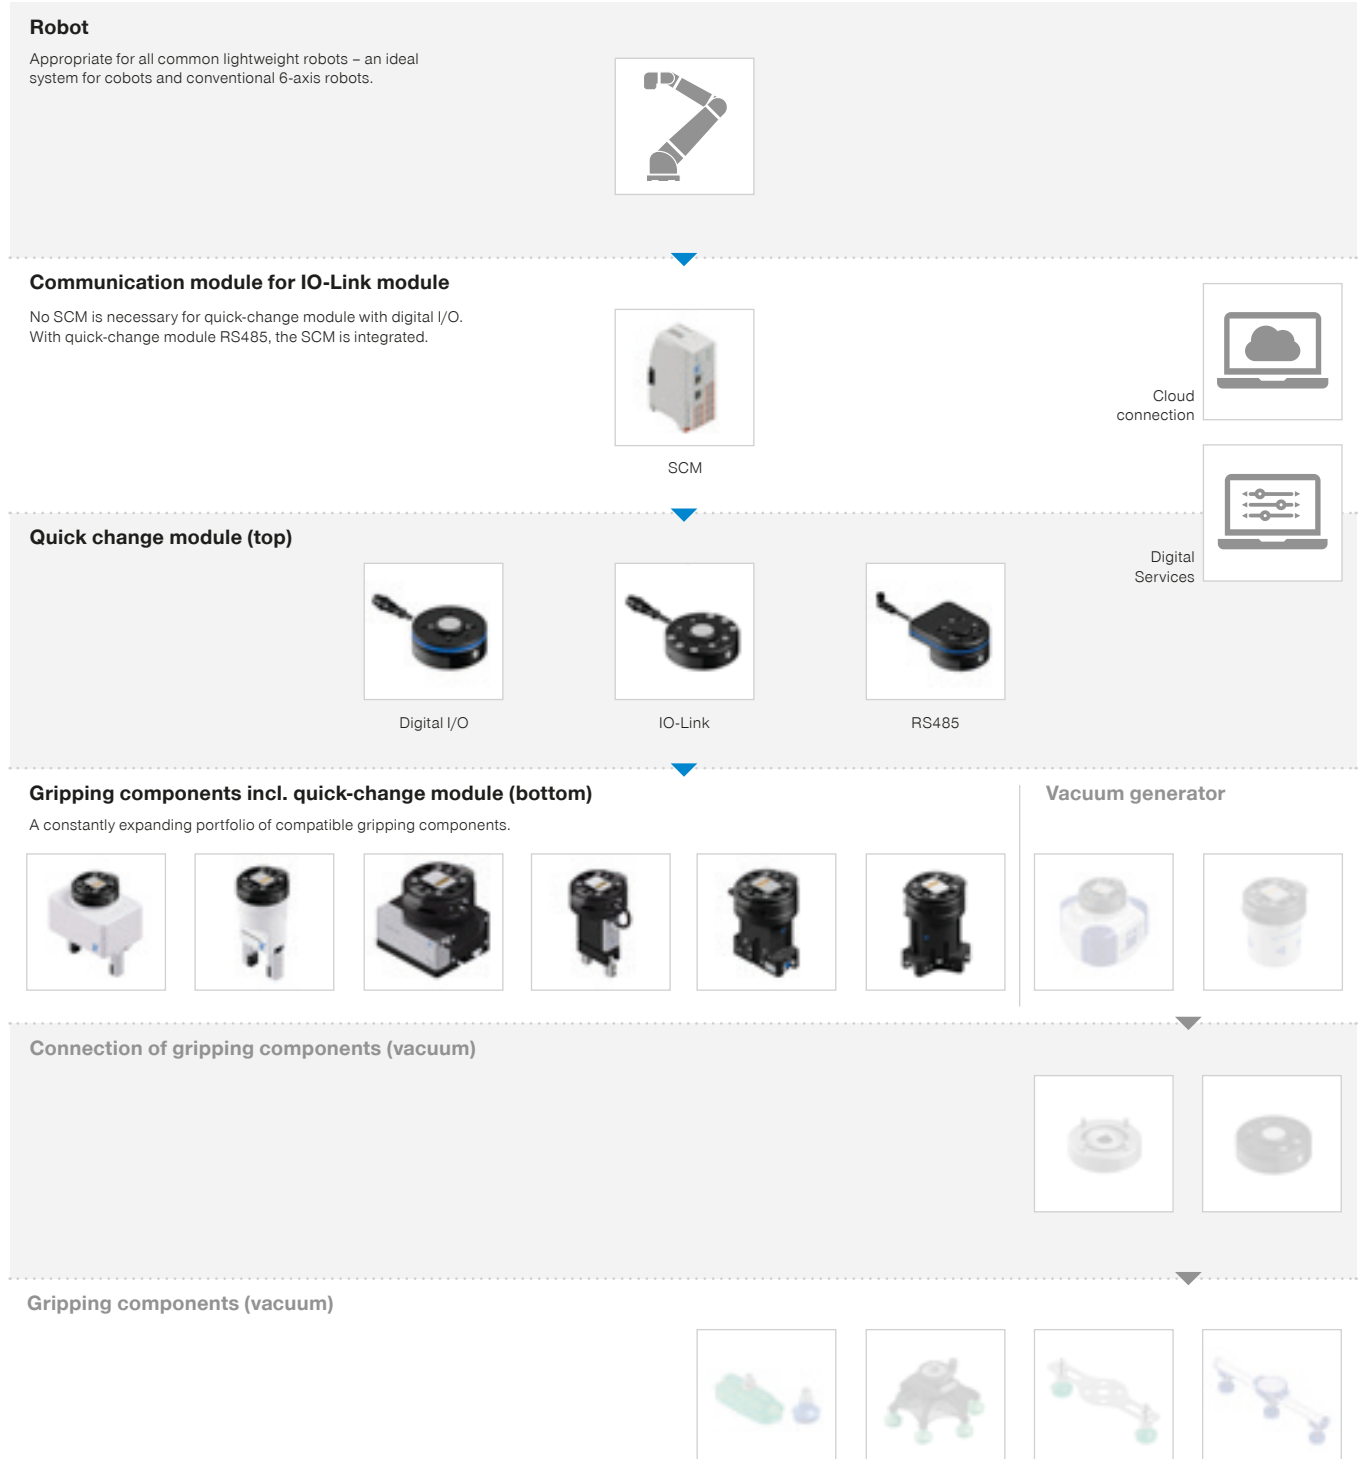 Robot
Appropriate for all common lightweight robots – an ideal
system for cobots and conventional 6-axis robots.
Communication module for IO-Link module
No SCM is necessary for quick-change module with digital I/O.
With quick-change module RS485, the SCM is integrated.
SCM
Cloud
connection
Digital
Services
Quick change module (top)
Digital I/O
IO-Link
RS485
Gripping components incl. quick-change module (bottom)
A constantly expanding portfolio of compatible gripping components.
Vacuum generator
Connection of gripping components (vacuum)
Gripping components (vacuum)